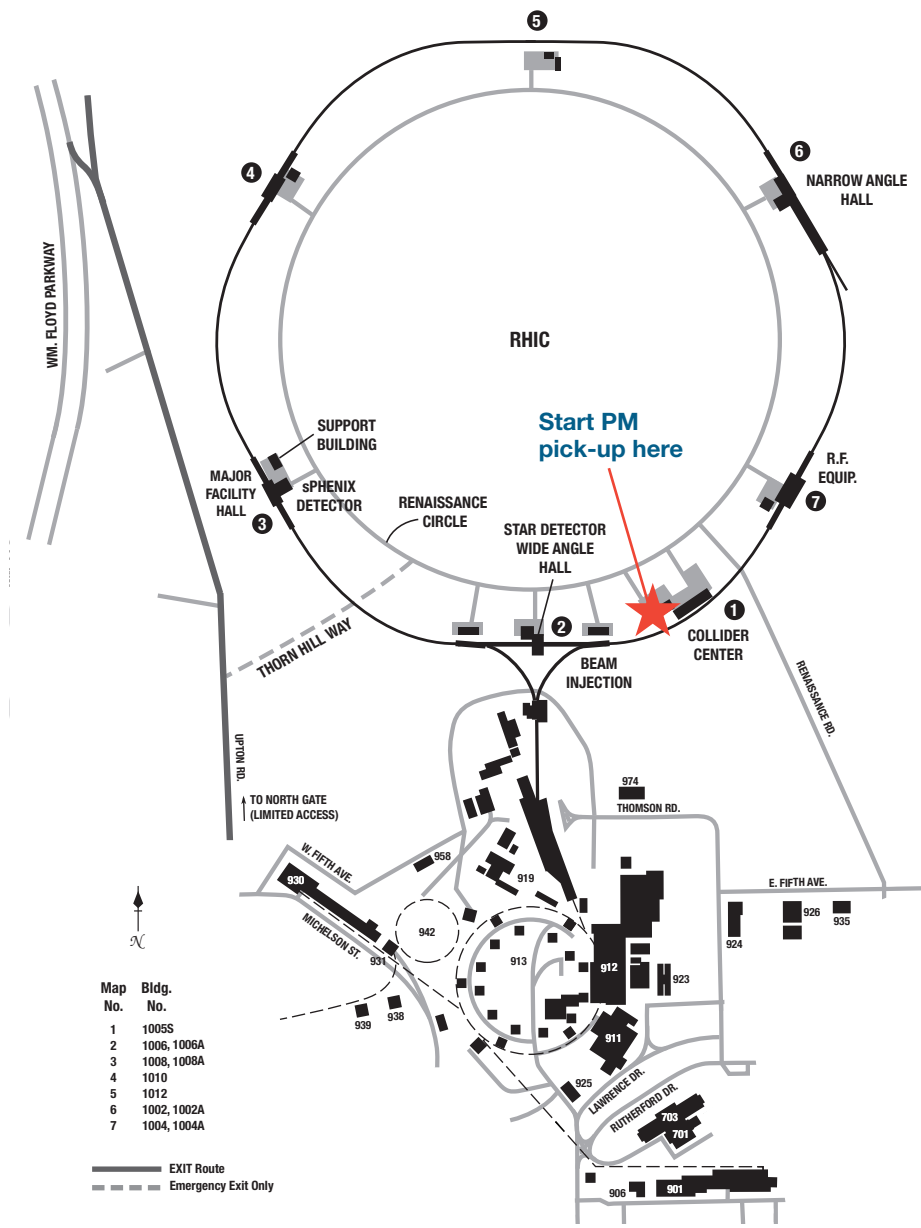 5
4
6
NARROW ANGLE
HALL
WM. FLOYD PARKWAY
RHIC
Start PM
pick-up here
SUPPORT
BUILDING
R.F.
EQUIP.
MAJOR
FACILITY
HALL
sPHENIX
DETECTOR
7
3
RENAISSANCE
CIRCLE
STAR DETECTOR
WIDE ANGLE
HALL
2
1
COLLIDER
CENTER
THORN HILL WAY
BEAM
INJECTION
RENAISSANCE RD.
UPTON RD.
TO NORTH GATE
(LIMITED ACCESS)
974
THOMSON RD.
W. FIFTH AVE.
958
930
919
E. FIFTH AVE.
926
935
924
MICHELSON ST.
942
931
913
912
923
N
939
938
911
925
LAWRENCE DR.
RUTHERFORD DR.
703
701
906
901
Map Bldg.
No. No.
1 1005S
2 1006, 1006A
3 1008, 1008A
4 1010
5 1012
6 1002, 1002A
7 1004, 1004A
EXIT Route
Emergency Exit Only